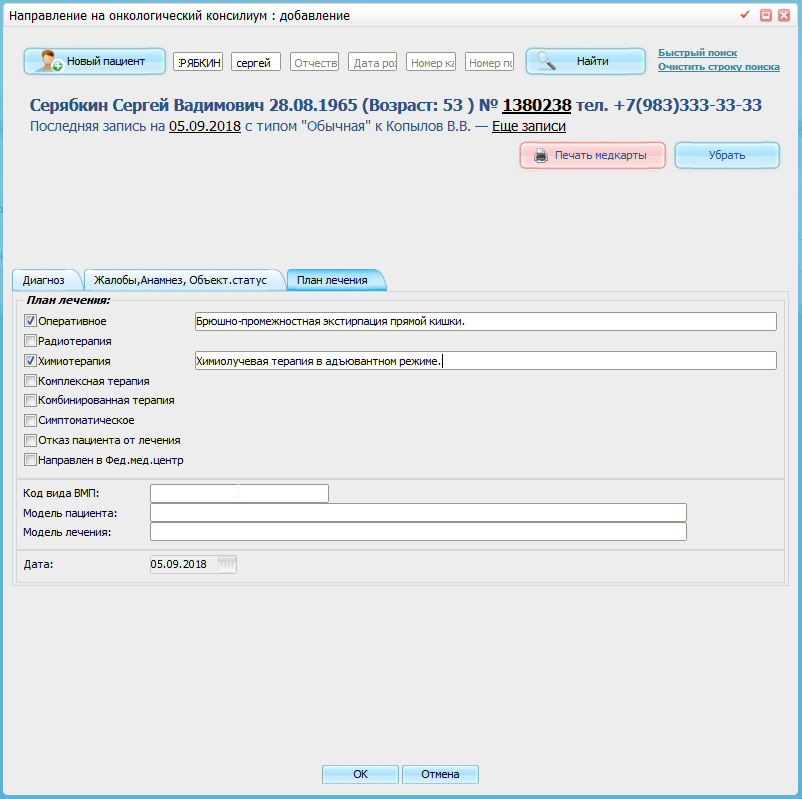 Направление на онкологический консилиум : добавление
Новый пациент РЯБКИН сергей Отчеств Дата ро Номер ка Номер по Найти Быстрый поиск
Очистить строку поиска
Серябкин Сергей Вадимович 28.08.1965 (Возраст: 53 ) № 1380238 тел. +7(983)333-33-33
Последняя запись на 05.09.2018 с типом "Обычная" к Копылов В.В. — Еще записи
Печать медкарты Убрать
Диагноз Жалобы,Анамнез, Объект.статус План лечения
План лечения:
Оперативное Брюшно-промежностная экстирпация прямой кишки.
Радиотерапия
Химиотерапия Химиолучевая терапия в адъювантном режиме.
Комплексная терапия
Комбинированная терапия
Симптоматическое
Отказ пациента от лечения
Направлен в Фед.мед.центр
Код вида ВМП:
Модель пациента:
Модель лечения:
Дата: 05.09.2018
OK Отмена